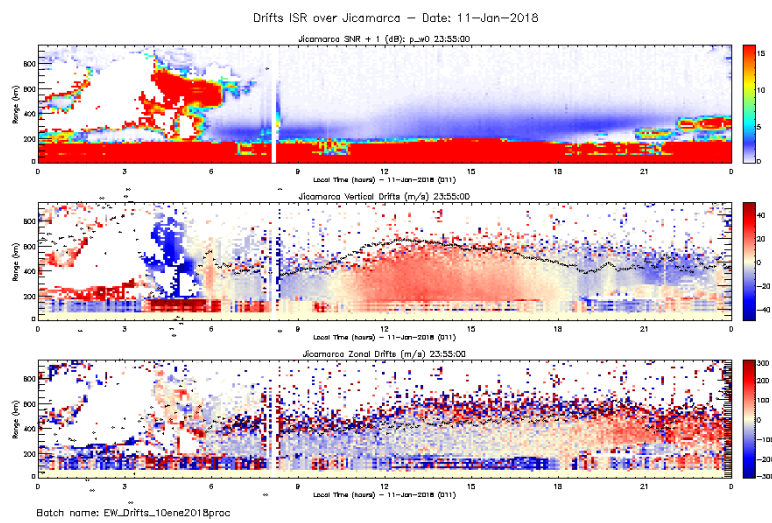 Drifts ISR over Jicamarca - Date: 11-Jan-2018
Jicamarca SNR + 1 (dB): p_w0 23:55:00
Range (km)
800
600
400
200
0
0 3 6 9 12 15 18 21 0
15
10
5
0
Local Time (hours) - 11-Jan-2018 (011)
Jicamarca Vertical Drifts (m/s) 23:55:00
Range (km)
800
600
400
200
0
0 3 6 9 12 15 18 21 0
40
20
0
-20
-40
Local Time (hours) - 11-Jan-2018 (011)
Jicamarca Zonal Drifts (m/s) 23:55:00
Range (km)
800
600
400
200
0
0 3 6 9 12 15 18 21 0
300
200
100
0
-100
-200
-300
Local Time (hours) - 11-Jan-2018 (011)
Batch name: EW_Drifts_10ene2018proc